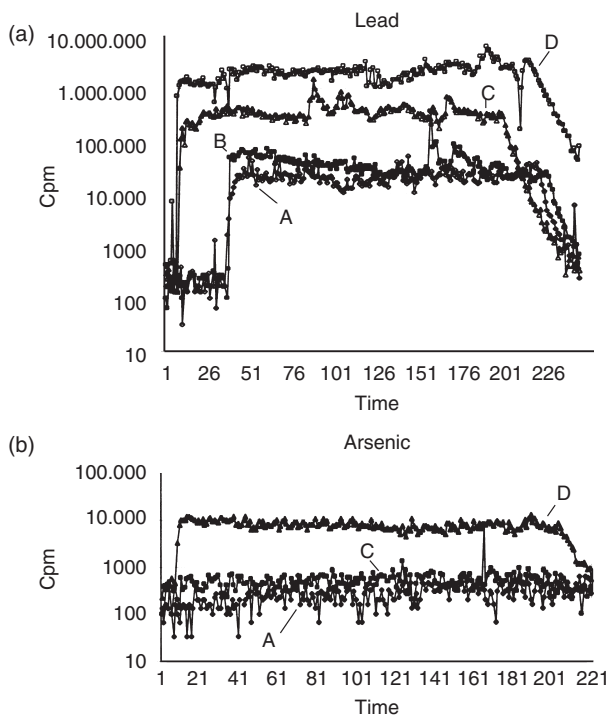 (a)
Lead
10.000.000
1.000.000
100.000
10.000
1000
100
10
Cpm
D
C
B
A
1 26 51 76 101 126 151 176 201 226
Time
(b)
Arsenic
100.000
10.000
1000
100
10
Cpm
D
C
A
1 21 41 61 81 101 121 141 161 181 201 221
Time